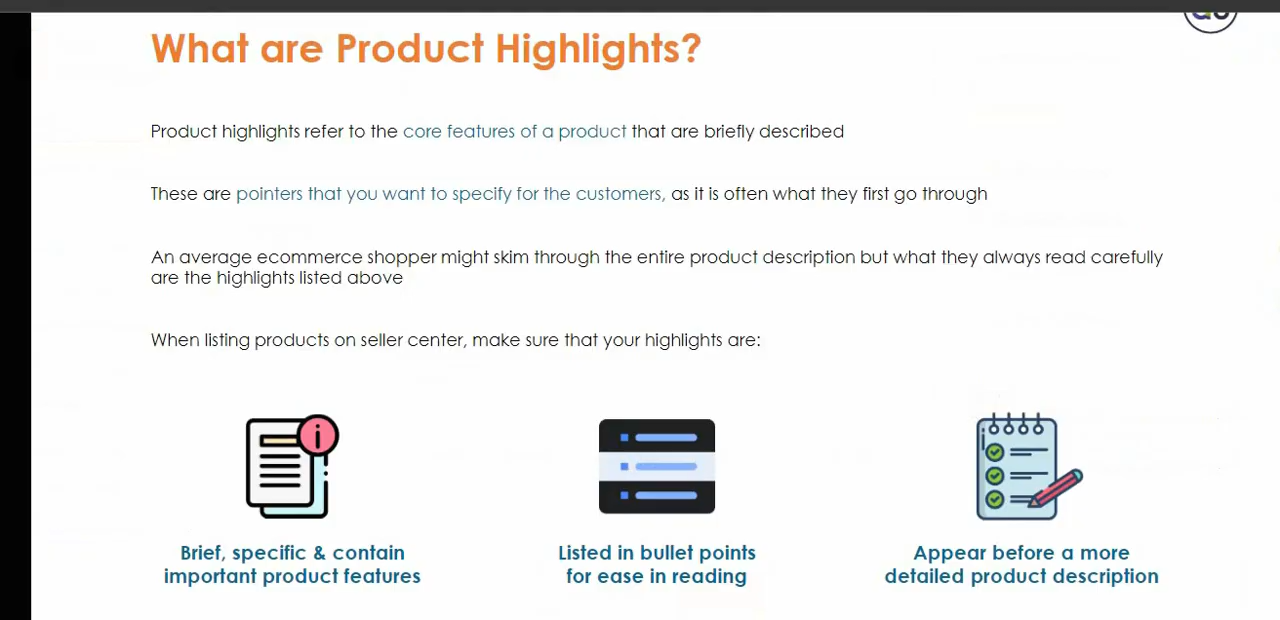 What are Product Highlights?
Product highlights refer to the core features of a product that are briefly described
These are pointers that you want to specify for the customers, as it is often what they first go through
An average ecommerce shopper might skim through the entire product description but what they always read carefully
are the highlights listed above
When listing products on seller center, make sure that your highlights are:
Brief, specific & contain
important product features
Listed in bullet points
for ease in reading
Appear before a more
detailed product description